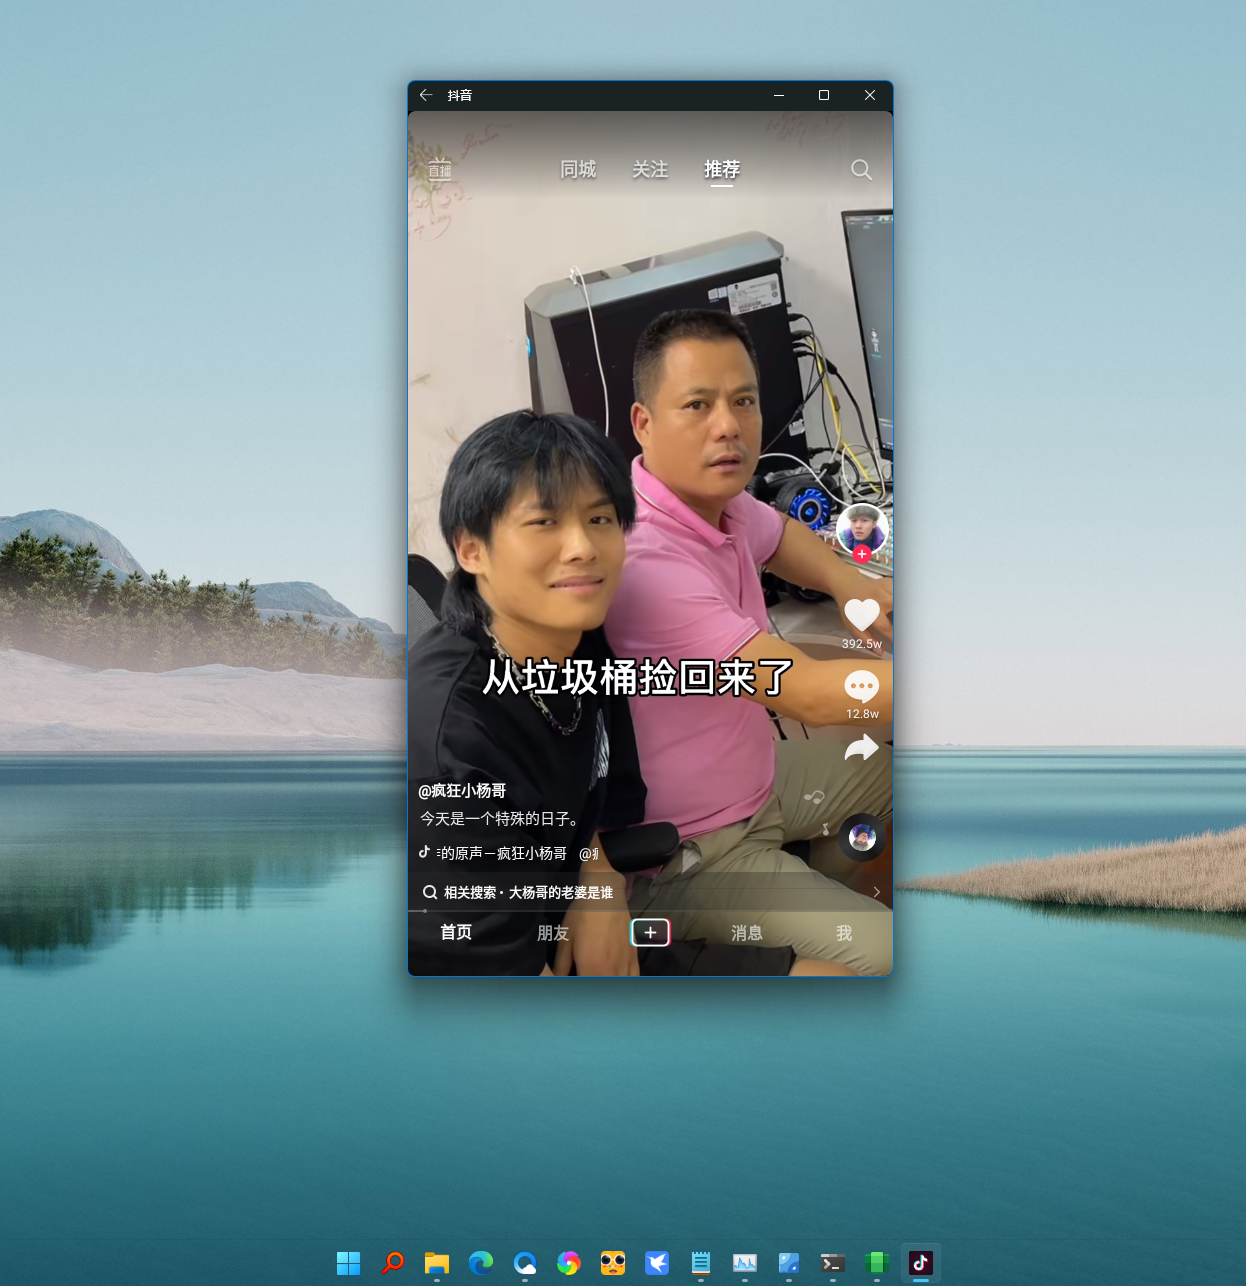 抖音
直播
同城 关注 推荐
392.5w
从垃圾桶捡回来了
12.8w
@疯狂小杨哥
今天是一个特殊的日子。
的原声－疯狂小杨哥 @
相关搜索· 大杨哥的老婆是谁
首页 朋友 消息 我